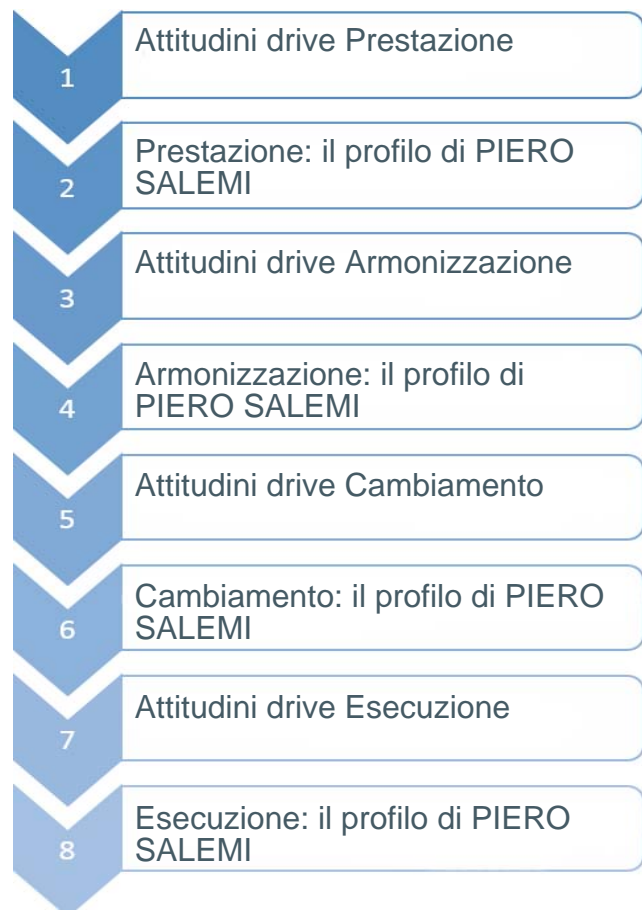 1
Attitudini drive Prestazione
2
Prestazione: il profilo di PIERO
SALEMI
3
Attitudini drive Armonizzazione
4
Armonizzazione: il profilo di
PIERO SALEMI
5
Attitudini drive Cambiamento
6
Cambiamento: il profilo di PIERO
SALEMI
7
Attitudini drive Esecuzione
8
Esecuzione: il profilo di PIERO
SALEMI